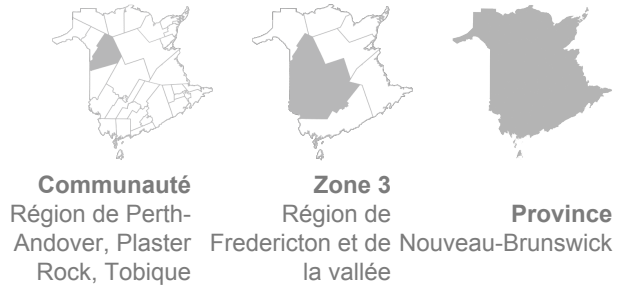 Communauté
Région de Perth-
Andover, Plaster
Rock, Tobique
Zone 3
Région de
Fredericton et de
la vallée
Province
Nouveau-Brunswick